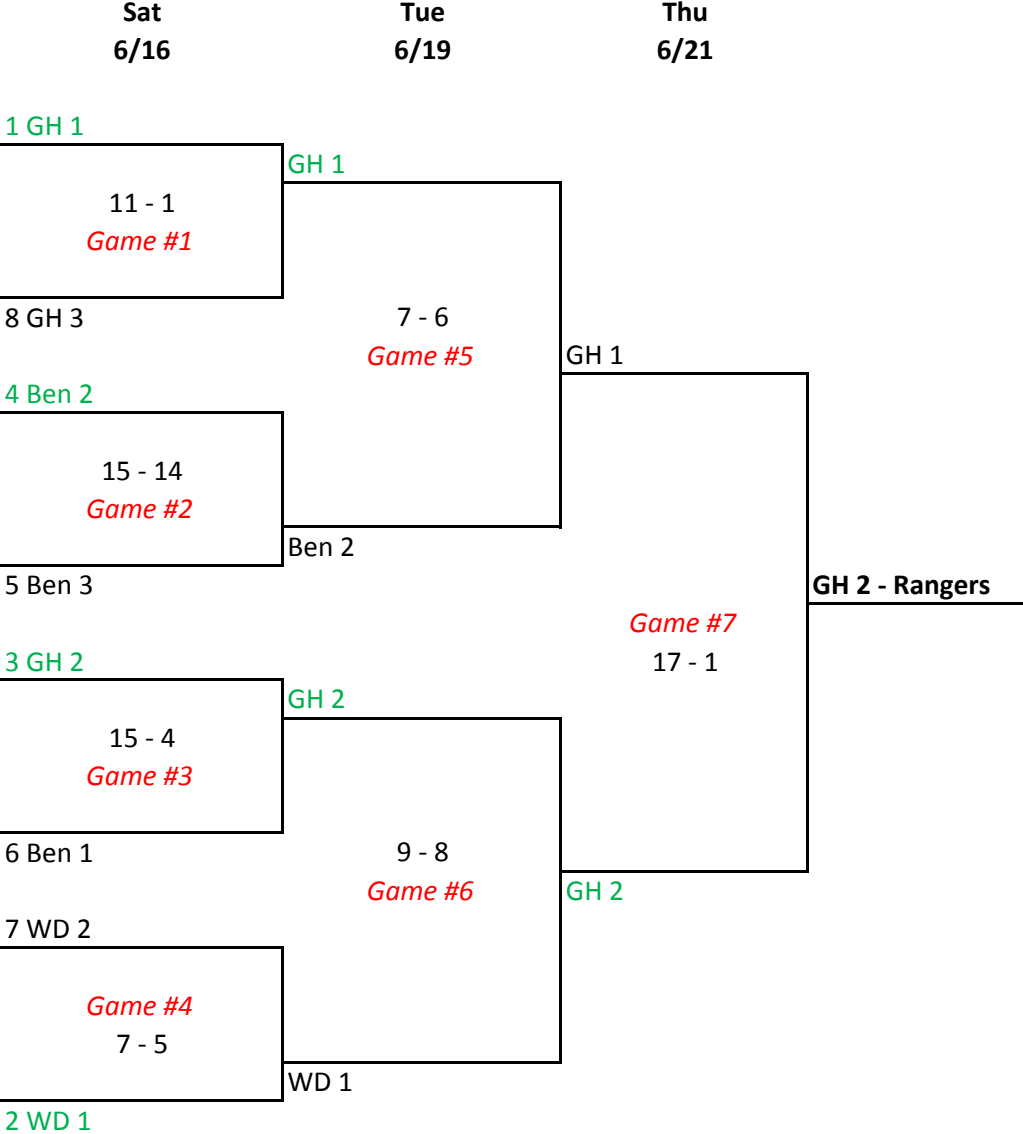 Sat Tue Thu
6/16 6/19 6/21
1 GH 1
GH 1
11 - 1
Game #1
8 GH 3
7 - 6
Game #5
GH 1
4 Ben 2
15 - 14
Game #2
Ben 2
5 Ben 3
GH 2 - Rangers
Game #7
17 - 1
3 GH 2
GH 2
15 - 4
Game #3
6 Ben 1
9 - 8
Game #6
GH 2
7 WD 2
Game #4
7 - 5
WD 1
2 WD 1